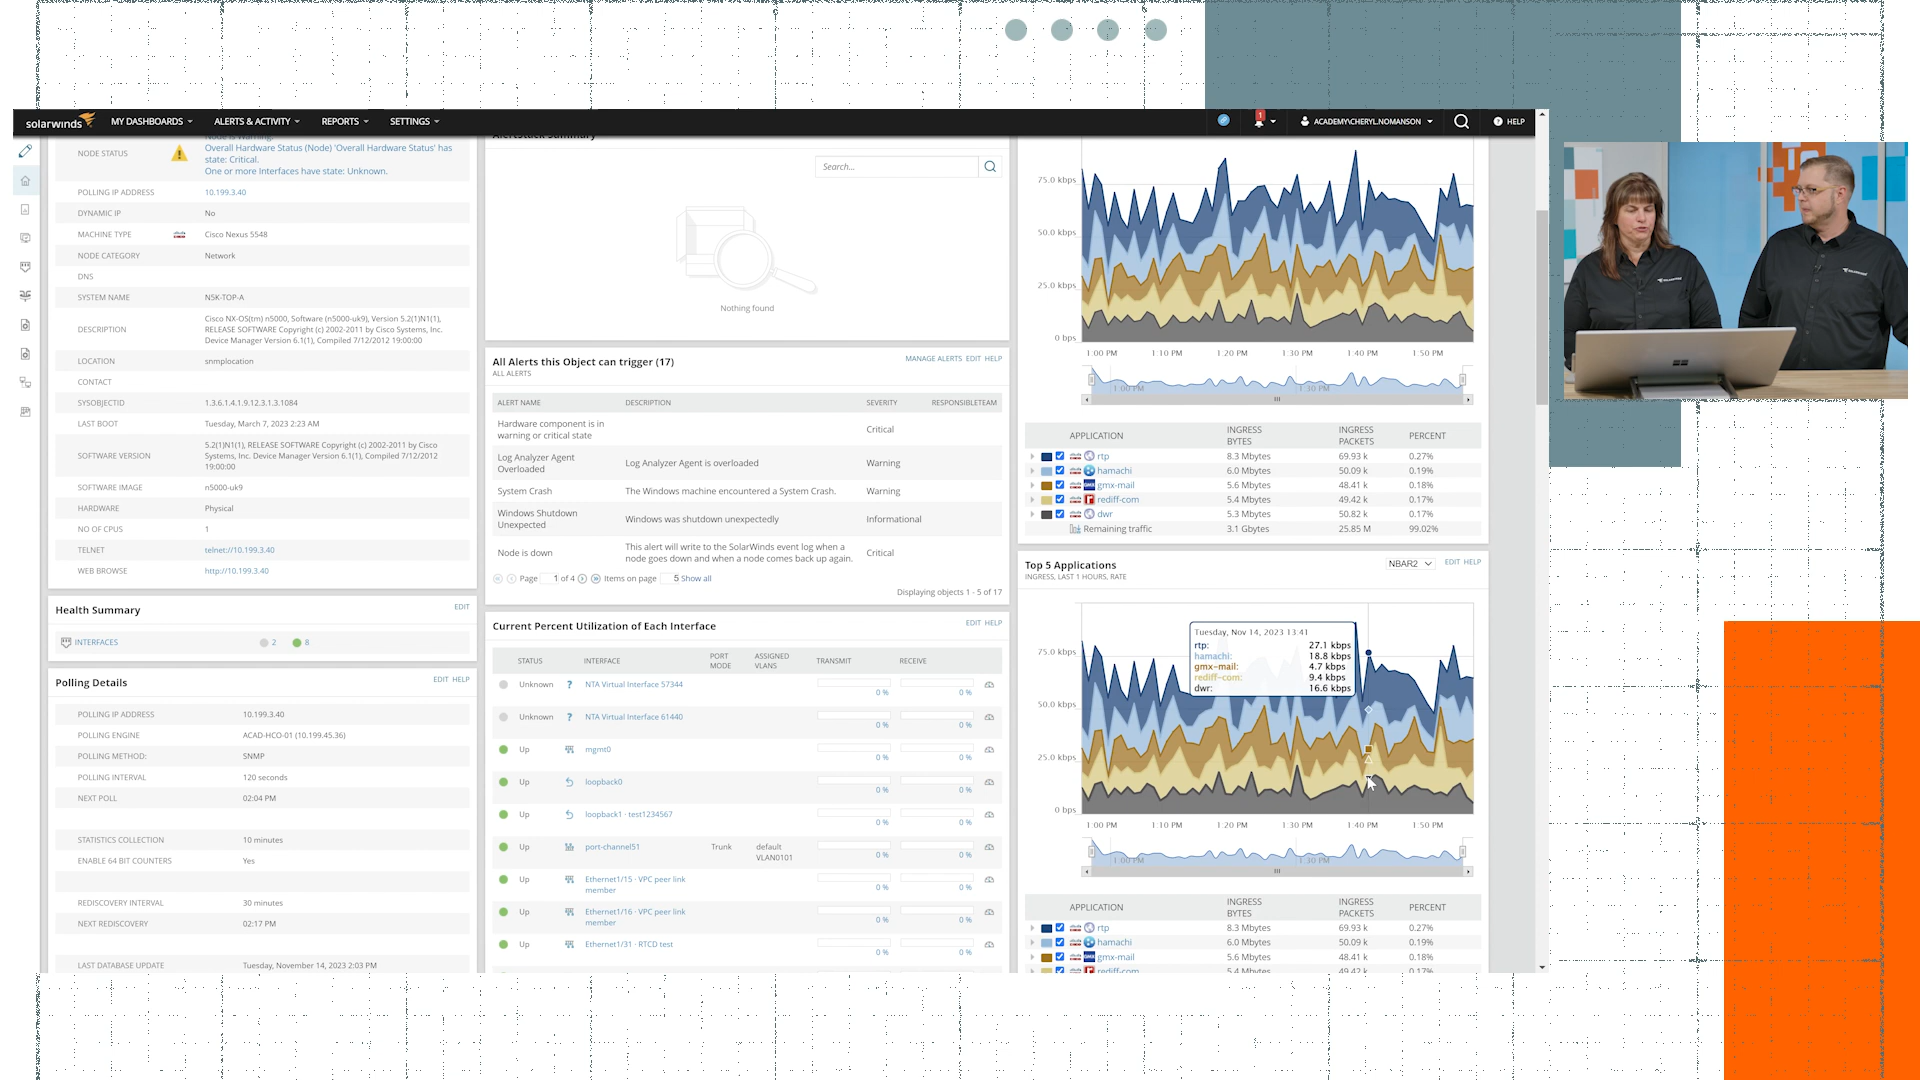 solarwinds
MY DASHBOARDS
ALERTS & ACTIVITY
REPORTS
SETTINGS
1
ACADEMY\CHERYL.NOMANSON
HELP
Node is Warning.
NODE STATUS
Overall Hardware Status (Node) 'Overall Hardware Status' has
state: Critical.
One or more Interfaces have state: Unknown.
POLLING IP ADDRESS 10.199.3.40
DYNAMIC IP No
MACHINE TYPE Cisco Nexus 5548
NODE CATEGORY Network
DNS
SYSTEM NAME N5K-TOP-A
DESCRIPTION
Cisco NX-OS(tm) n5000, Software (n5000-uk9), Version 5.2(1)N1(1),
RELEASE SOFTWARE Copyright (c) 2002-2011 by Cisco Systems, Inc.
Device Manager Version 6.1(1), Compiled 7/12/2012 19:00:00
LOCATION snmplocation
CONTACT
SYSOBJECTID 1.3.6.1.4.1.9.12.3.1.3.1084
LAST BOOT Tuesday, March 7, 2023 2:23 AM
SOFTWARE VERSION
5.2(1)N1(1), RELEASE SOFTWARE Copyright (c) 2002-2011 by Cisco
Systems, Inc. Device Manager Version 6.1(1), Compiled 7/12/2012
19:00:00
SOFTWARE IMAGE n5000-uk9
HARDWARE Physical
NO OF CPUS 1
TELNET telnet://10.199.3.40
WEB BROWSE http://10.199.3.40
Health Summary EDIT
INTERFACES 2 8
Polling Details EDIT HELP
POLLING IP ADDRESS 10.199.3.40
POLLING ENGINE ACAD-HCO-01 (10.199.45.36)
POLLING METHOD: SNMP
POLLING INTERVAL 120 seconds
NEXT POLL 02:04 PM
STATISTICS COLLECTION 10 minutes
ENABLE 64 BIT COUNTERS Yes
REDISCOVERY INTERVAL 30 minutes
NEXT REDISCOVERY 02:17 PM
LAST DATABASE UPDATE Tuesday, November 14, 2023 2:03 PM
AlertStack Summary
Search...
Nothing found
All Alerts this Object can trigger (17) MANAGE ALERTS EDIT HELP
ALL ALERTS
ALERT NAME DESCRIPTION SEVERITY RESPONSIBLETEAM
Hardware component is in
warning or critical state Critical
Log Analyzer Agent
Overloaded Log Analyzer Agent is overloaded Warning
System Crash The Windows machine encountered a System Crash. Warning
Windows Shutdown
Unexpected Windows was shutdown unexpectedly Informational
Node is down This alert will write to the SolarWinds event log when a
node goes down and when a node comes back up again. Critical
Page 1 of 4 Items on page 5 Show all
Displaying objects 1 - 5 of 17
Current Percent Utilization of Each Interface EDIT HELP
STATUS INTERFACE PORT MODE ASSIGNED VLANS TRANSMIT RECEIVE
Unknown ? NTA Virtual Interface 57344 0 % 0 %
Unknown ? NTA Virtual Interface 61440 0 % 0 %
Up mgmt0 0 % 0 %
Up loopback0 0 % 0 %
Up loopback1 · test1234567 0 % 0 %
Up port-channel51 Trunk default
VLAN0101 0 % 0 %
Up Ethernet1/15 · VPC peer link
member 0 % 0 %
Up Ethernet1/16 · VPC peer link
member 0 % 0 %
Up Ethernet1/31 · RTCD test 0 % 0 %
75.0 kbps
50.0 kbps
25.0 kbps
0 bps
1:00 PM 1:10 PM 1:20 PM 1:30 PM 1:40 PM 1:50 PM
1:00 PM 1:30 PM
APPLICATION INGRESS BYTES INGRESS PACKETS PERCENT
rtp 8.3 Mbytes 69.93 k 0.27%
hamachi 6.0 Mbytes 50.09 k 0.19%
gmx-mail 5.6 Mbytes 48.41 k 0.18%
rediff-com 5.4 Mbytes 49.42 k 0.17%
dwr 5.3 Mbytes 50.82 k 0.17%
Remaining traffic 3.1 Gbytes 25.85 M 99.02%
Top 5 Applications NBAR2 EDIT HELP
INGRESS, LAST 1 HOURS, RATE
Tuesday, Nov 14, 2023 13:41
rtp: 27.1 kbps
hamachi: 18.8 kbps
gmx-mail: 4.7 kbps
rediff-com: 9.4 kbps
dwr: 16.6 kbps
75.0 kbps
50.0 kbps
25.0 kbps
0 bps
1:00 PM 1:10 PM 1:20 PM 1:30 PM 1:40 PM 1:50 PM
1:00 PM 1:30 PM
APPLICATION INGRESS BYTES INGRESS PACKETS PERCENT
rtp 8.3 Mbytes 69.93 k 0.27%
hamachi 6.0 Mbytes 50.09 k 0.19%
gmx-mail 5.6 Mbytes 48.41 k 0.18%
rediff-com 5.4 Mbytes 49.42 k 0.17%